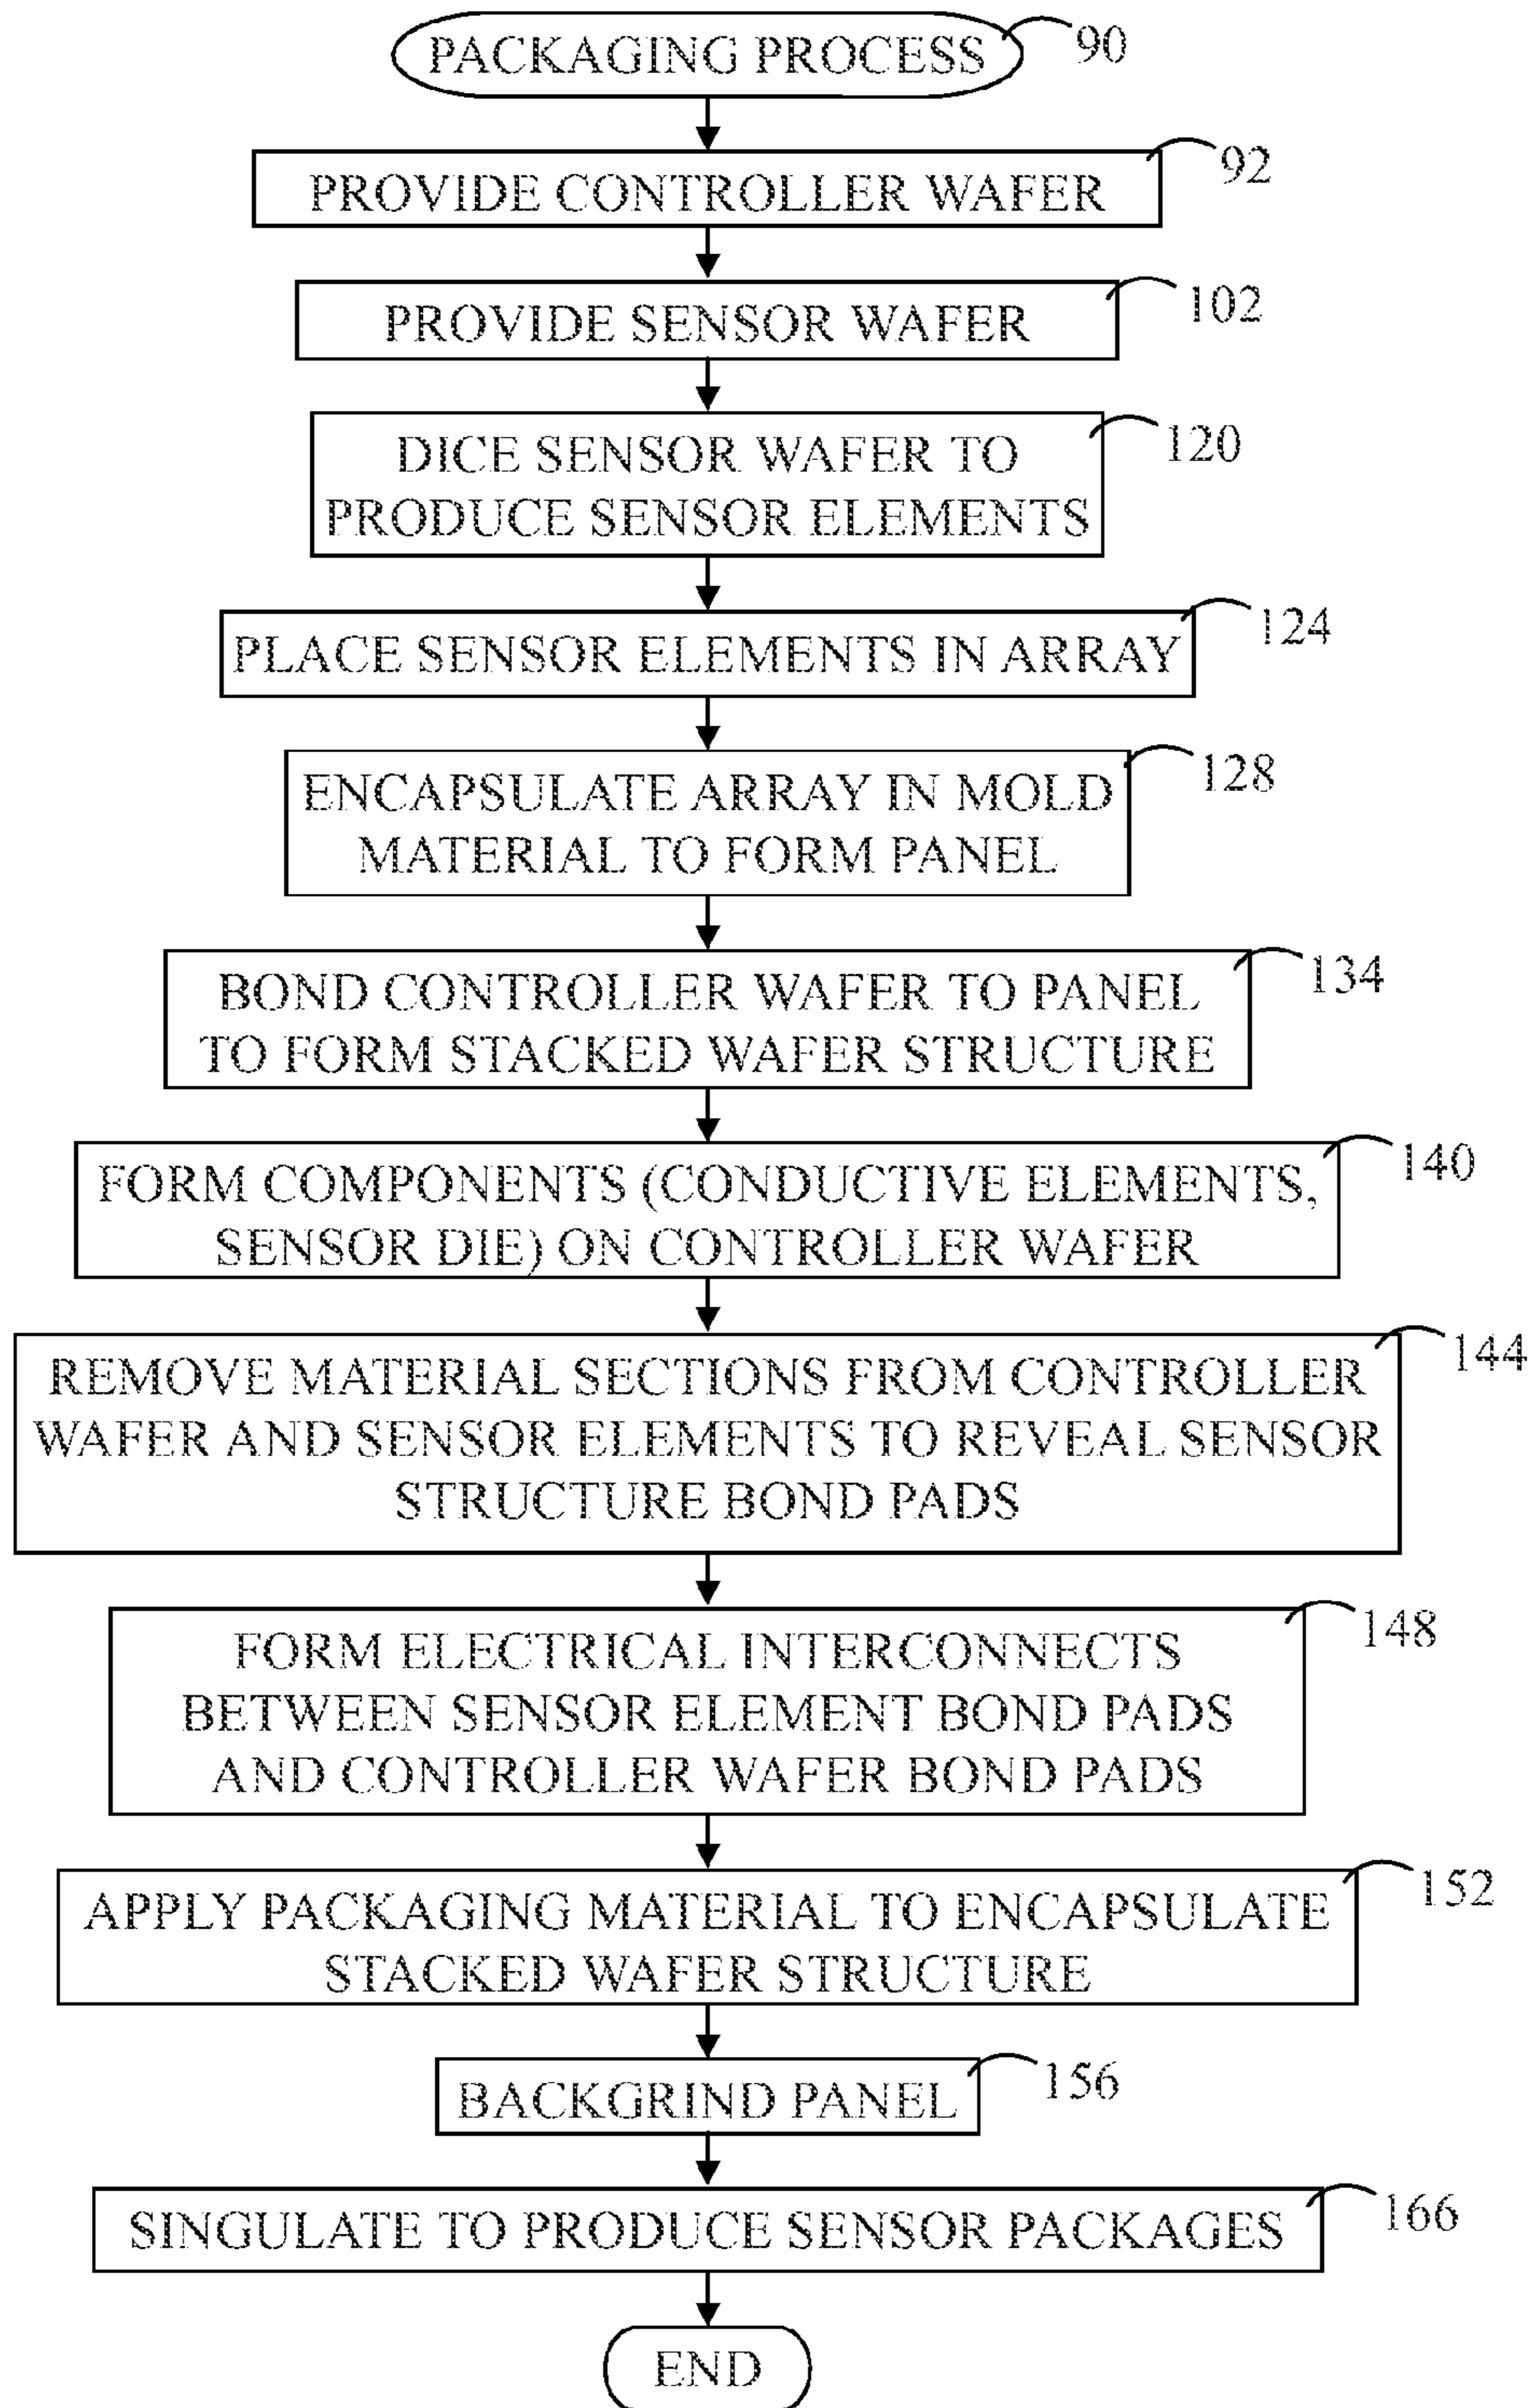 PACKAGING PROCESS
90
PROVIDE CONTROLLER WAFER
92
PROVIDE SENSOR WAFER
102
DICE SENSOR WAFER TO
PRODUCE SENSOR ELEMENTS
120
PLACE SENSOR ELEMENTS IN ARRAY
124
ENCAPSULATE ARRAY IN MOLD
MATERIAL TO FORM PANEL
128
BOND CONTROLLER WAFER TO PANEL
TO FORM STACKED WAFER STRUCTURE
134
FORM COMPONENTS (CONDUCTIVE ELEMENTS,
SENSOR DIE) ON CONTROLLER WAFER
140
REMOVE MATERIAL SECTIONS FROM CONTROLLER
WAFER AND SENSOR ELEMENTS TO REVEAL SENSOR
STRUCTURE BOND PADS
144
FORM ELECTRICAL INTERCONNECTS
BETWEEN SENSOR ELEMENT BOND PADS
AND CONTROLLER WAFER BOND PADS
148
APPLY PACKAGING MATERIAL TO ENCAPSULATE
STACKED WAFER STRUCTURE
152
BACKGRIND PANEL
156
SINGULATE TO PRODUCE SENSOR PACKAGES
166
END